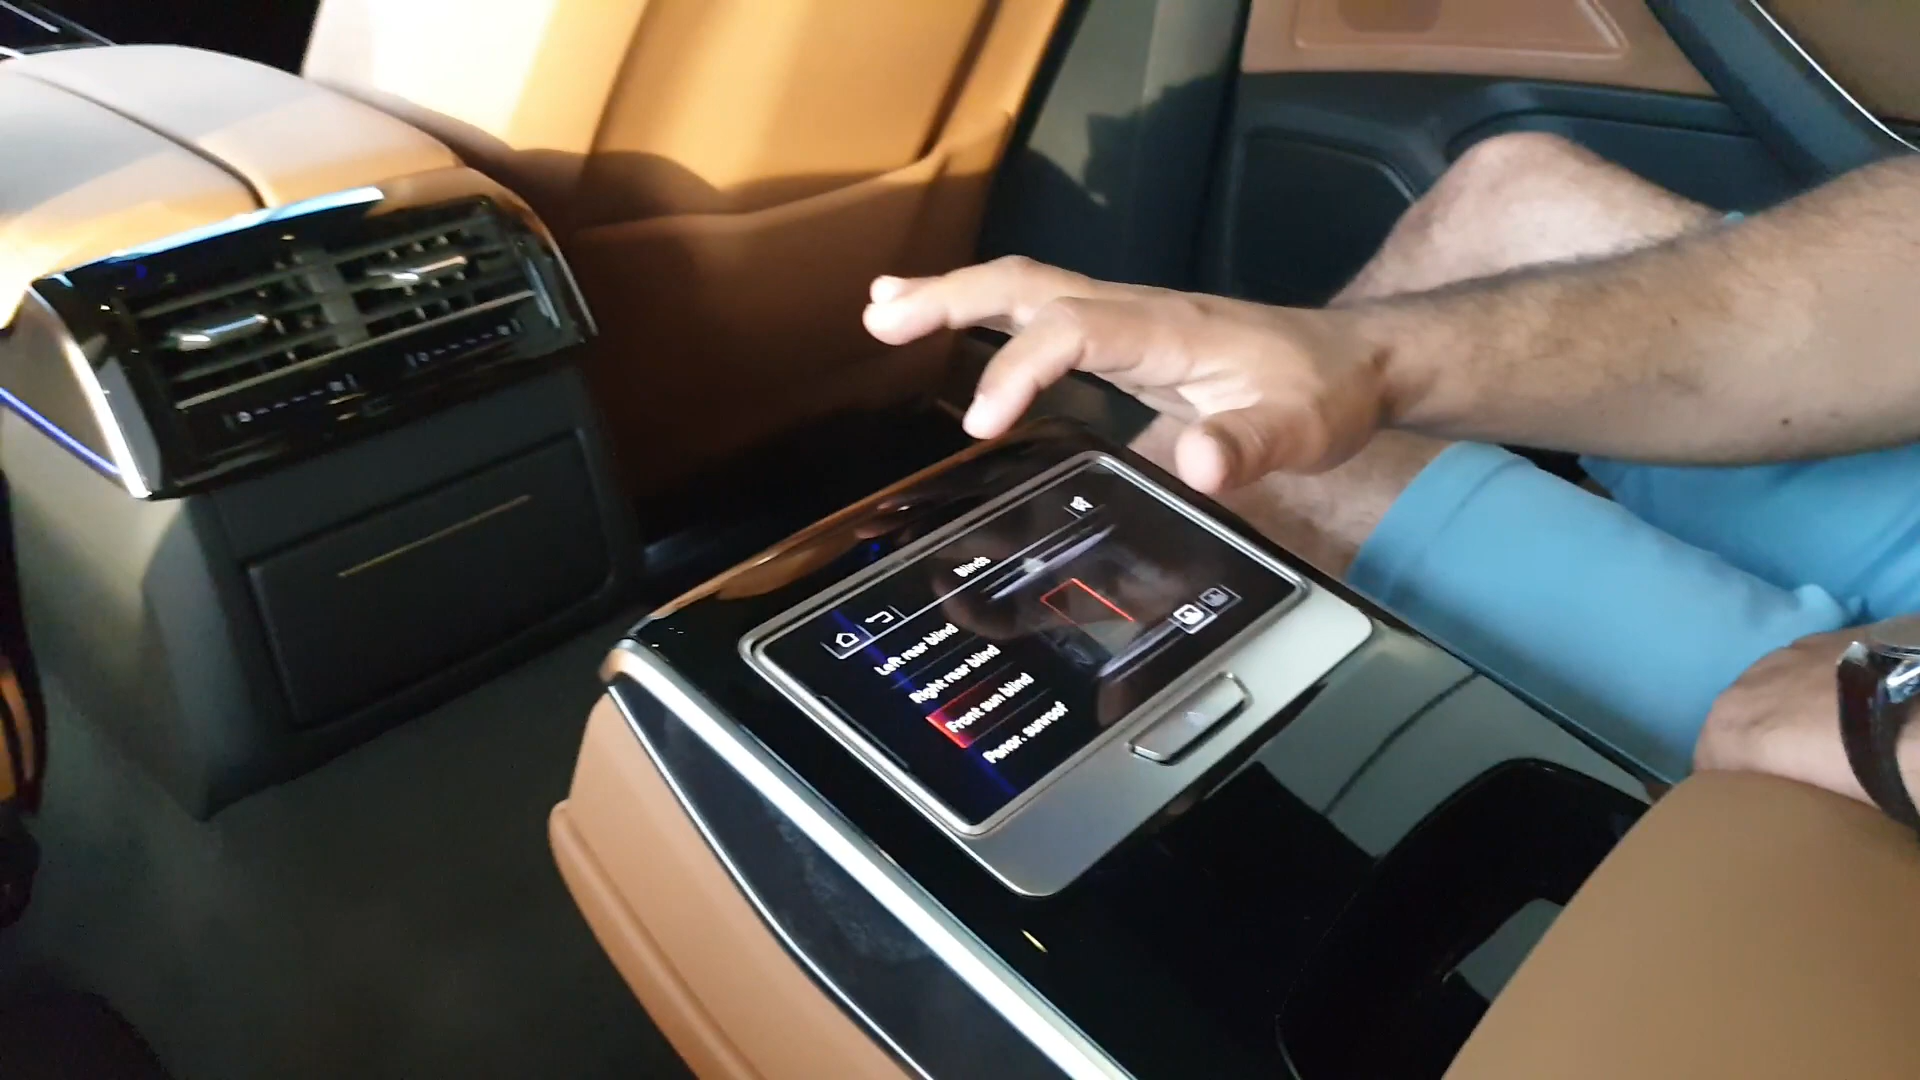 Blinds
Left rear blind
Right rear blind
Front sun blind
Panor. sunroof